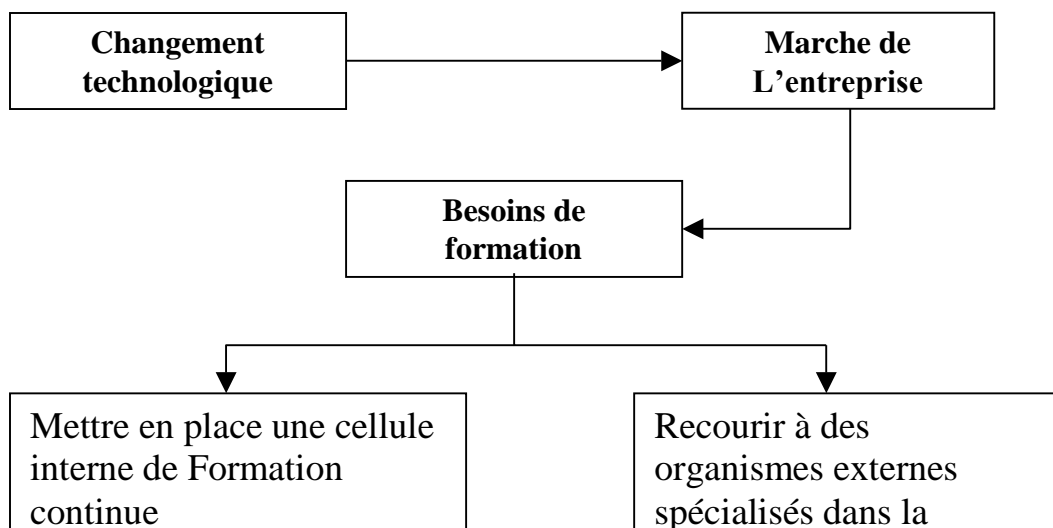 Changement
technologique
Marche de
L'entreprise
Besoins de
formation
Mettre en place une cellule
interne de Formation
continue
Recourir à des
organismes externes
spécialisés dans la